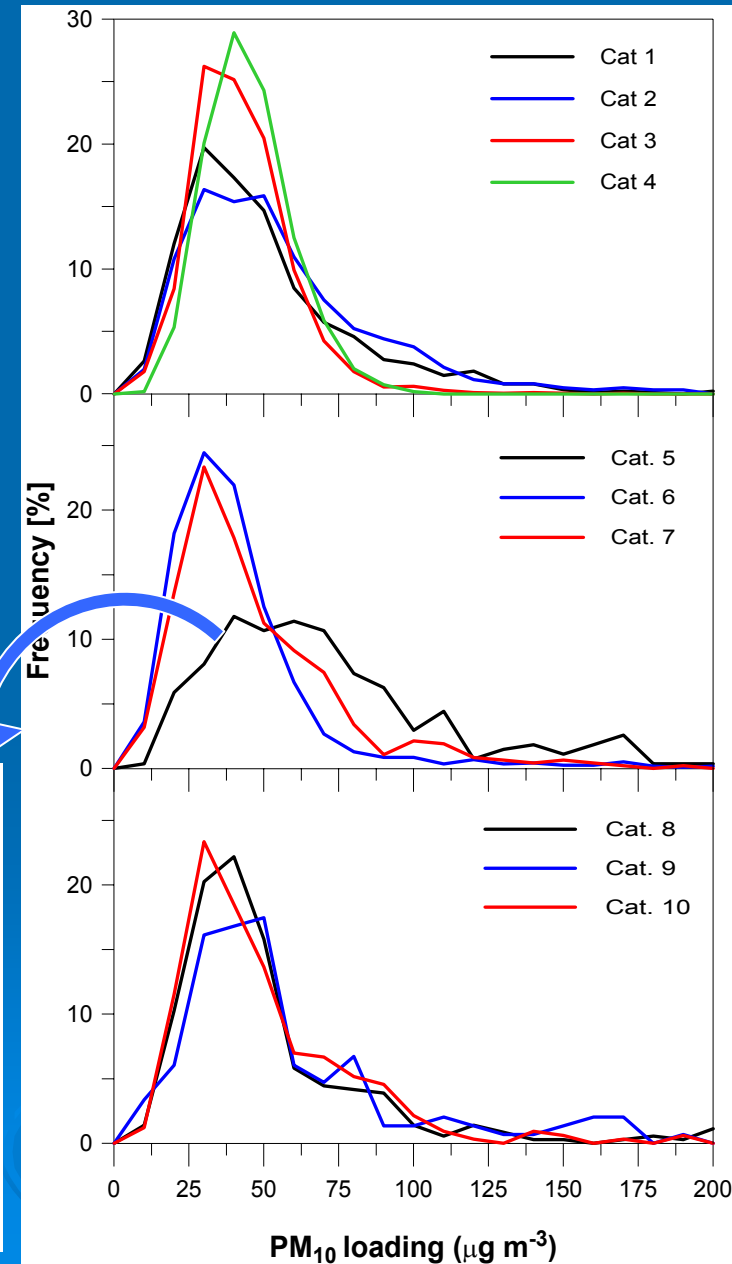 30
20
10
0
Cat 1
Cat 2
Cat 3
Cat 4
Frequency [%]
20
10
0
Cat. 5
Cat. 6
Cat. 7
20
10
0
Cat. 8
Cat. 9
Cat. 10
0 25 50 75 100 125 150 175 200
PM₁₀ loading (μg m⁻³)